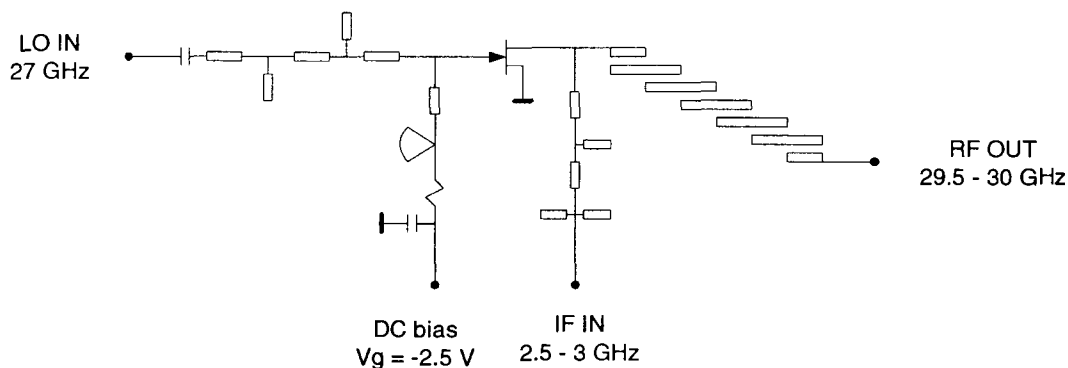 LO IN
27 GHz
RF OUT
29.5 - 30 GHz
DC bias
Vg = -2.5 V
IF IN
2.5 - 3 GHz